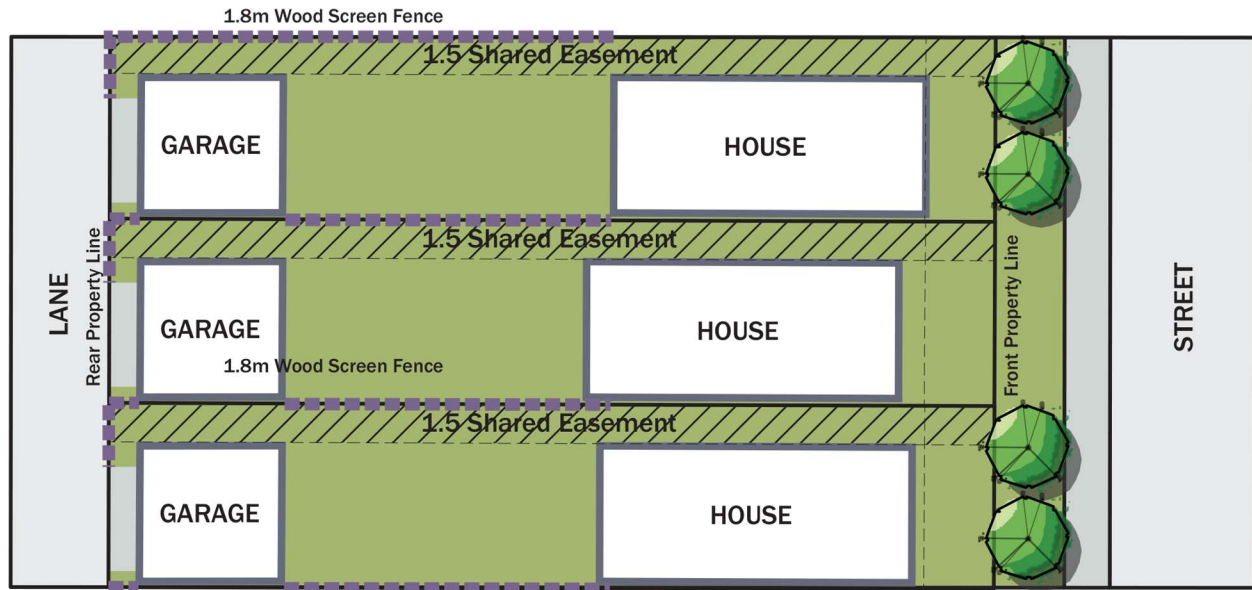 1.8m Wood Screen Fence
1.5 Shared Easement
GARAGE
HOUSE
1.5 Shared Easement
LANE
Rear Property Line
GARAGE
HOUSE
Front Property Line
STREET
1.8m Wood Screen Fence
1.5 Shared Easement
GARAGE
HOUSE